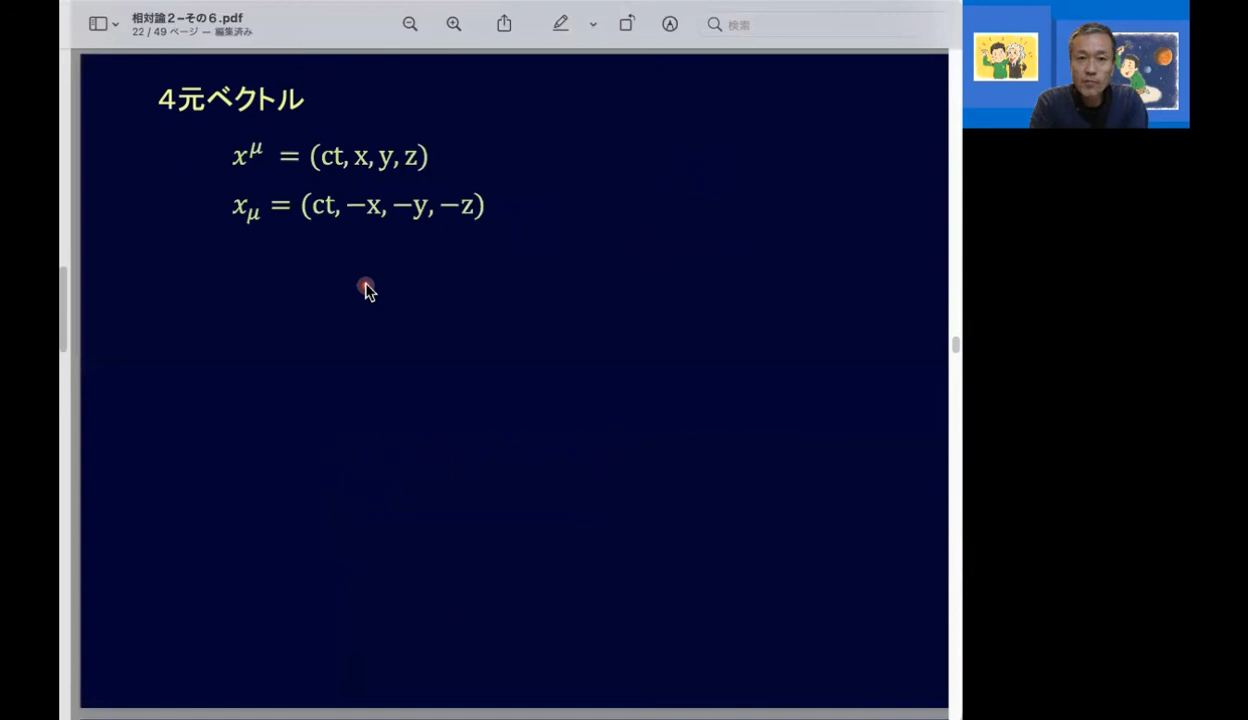 相対論2-その6.pdf
22 / 49 ページ — 編集済み
検索
4元ベクトル
x^μ = (ct, x, y, z)
x_μ = (ct, −x, −y, −z)